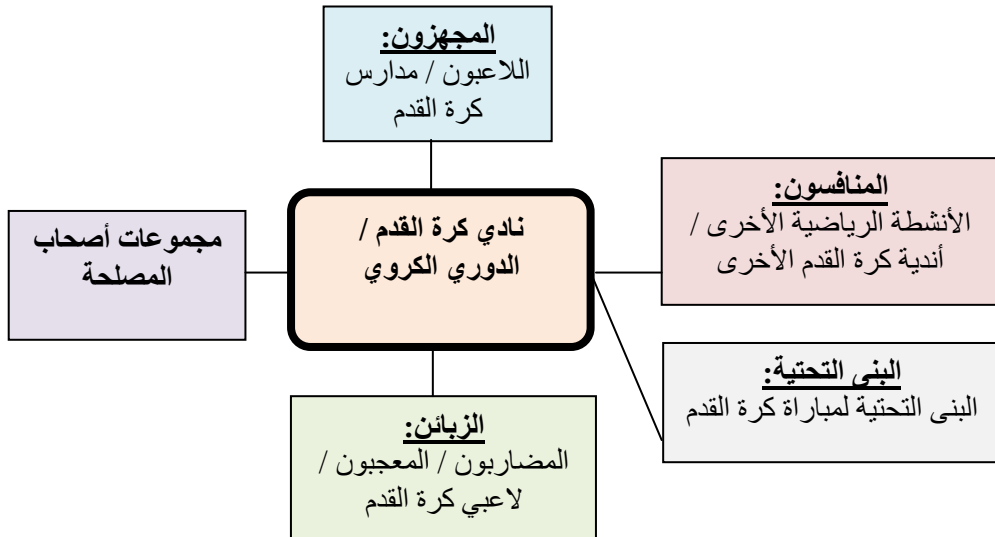 المجهزون:
اللاعبون / مدارس
كرة القدم
المنافسون:
الأنشطة الرياضية الأخرى /
أندية كرة القدم الأخرى
نادي كرة القدم /
الدوري الكروي
مجموعات أصحاب
المصلحة
البنى التحتية:
البنى التحتية لمباراة كرة القدم
الزبائن:
المضاربون / المعجبون /
لاعبي كرة القدم